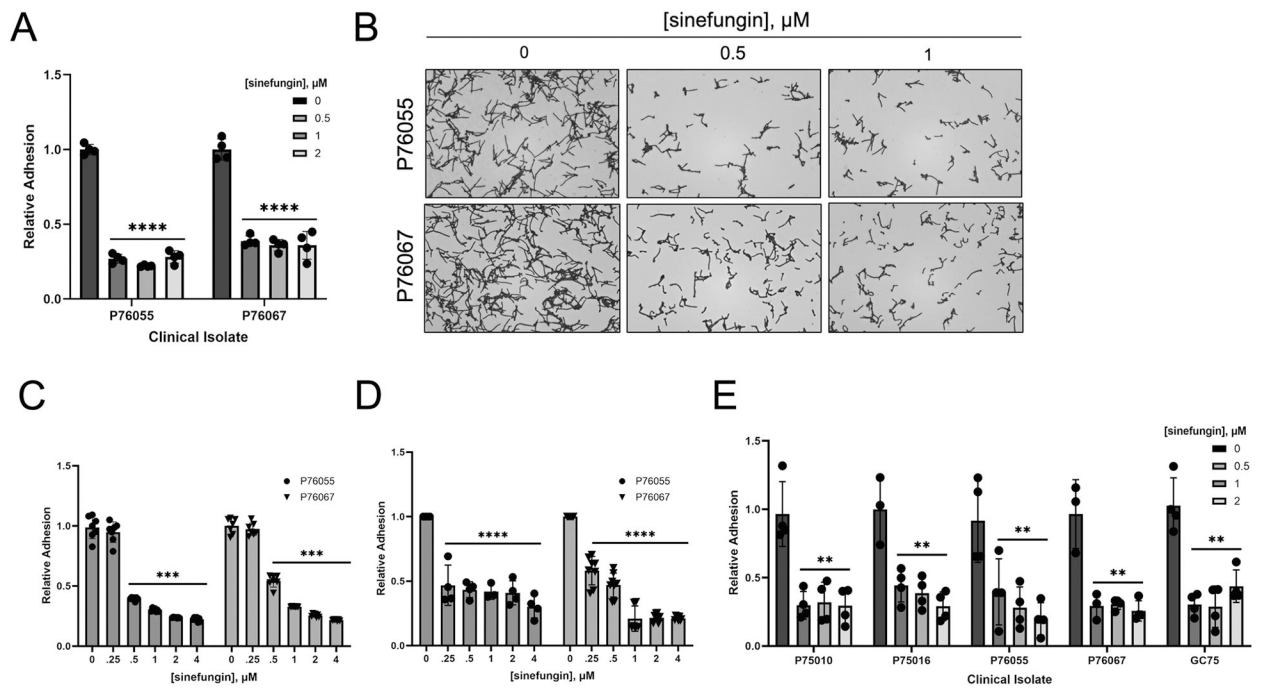 A
[sinefungin], μM
0
0.5
1
2
1.5
1.0
0.5
0.0
Relative Adhesion
****
****
P76055
P76067
Clinical Isolate
B
[sinefungin], μM
0
0.5
1
P76055
P76067
C
1.5
1.0
0.5
0.0
Relative Adhesion
P76055
P76067
***
***
0
.25
.5
1
2
4
0
.25
.5
1
2
4
[sinefungin], μM
D
1.5
1.0
0.5
0.0
Relative Adhesion
P76055
P76067
****
****
0
.25
.5
1
2
4
0
.25
.5
1
2
4
[sinefungin], μM
E
[sinefungin], μM
0
0.5
1
2
1.5
1.0
0.5
0.0
Relative Adhesion
**
**
**
**
**
P75010
P75016
P76055
P76067
GC75
Clinical Isolate